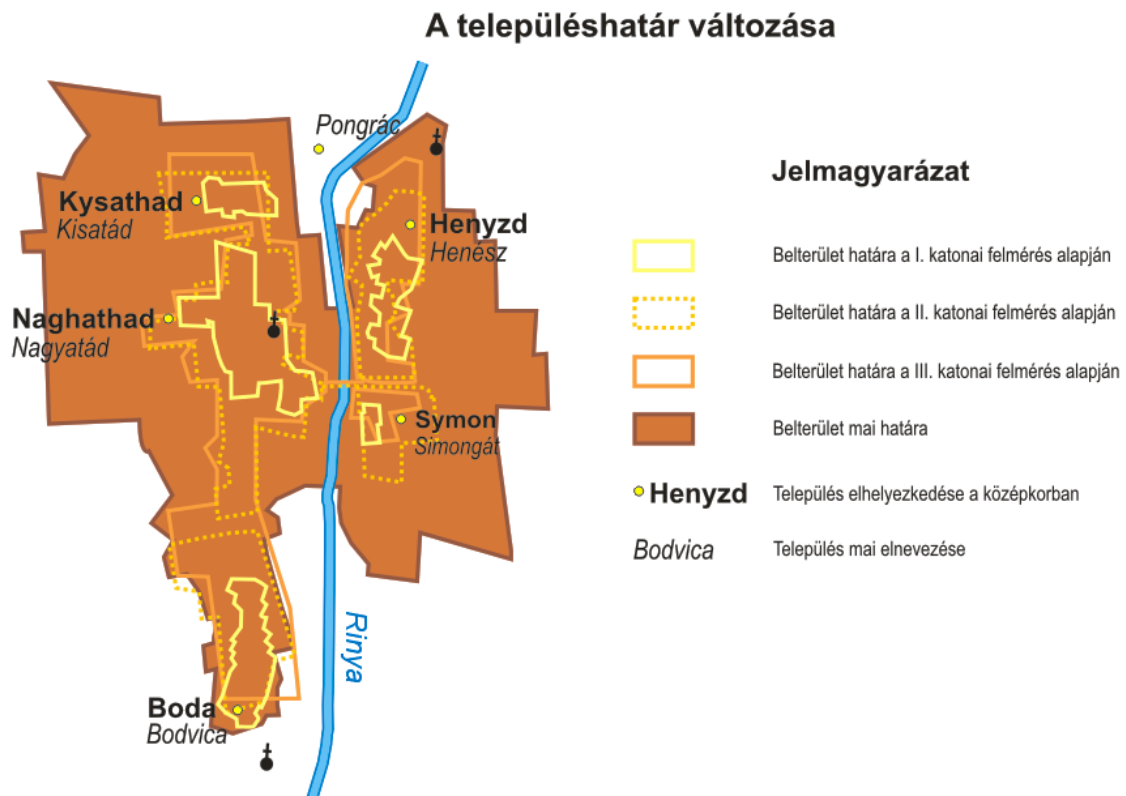 A településhatár változása
Pongrác
Kysathad
Kisatád
Henyzd
Henész
Naghathad
Nagyatád
Symon
Simongát
Rinya
Boda
Bodvica
Jelmagyarázat
Belterület határa a I. katonai felmérés alapján
Belterület határa a II. katonai felmérés alapján
Belterület határa a III. katonai felmérés alapján
Belterület mai határa
Henyzd Település elhelyezkedése a középkorban
Bodvica Település mai elnevezése